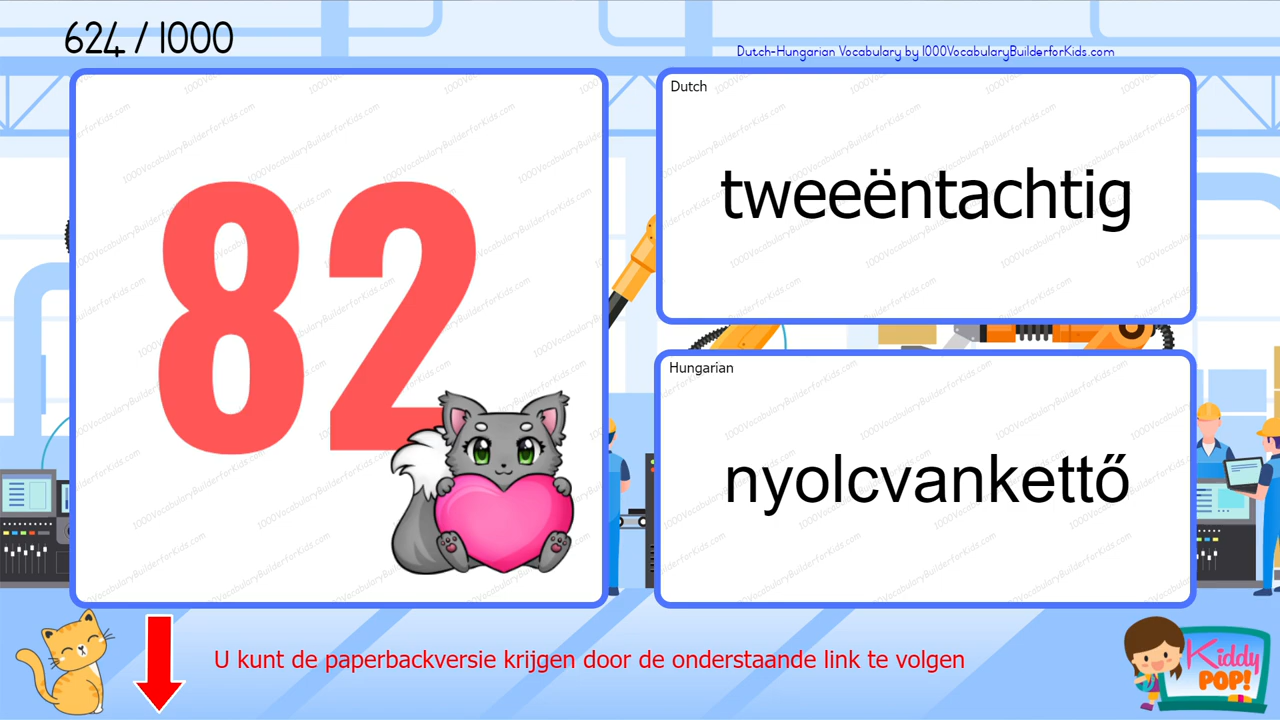 624 / 1000
Dutch-Hungarian Vocabulary by 1000VocabularyBuilderforKids.com
82
Dutch
tweeëntachtig
Hungarian
nyolcvankettő
U kunt de paperbackversie krijgen door de onderstaande link te volgen
Kiddy
POP!